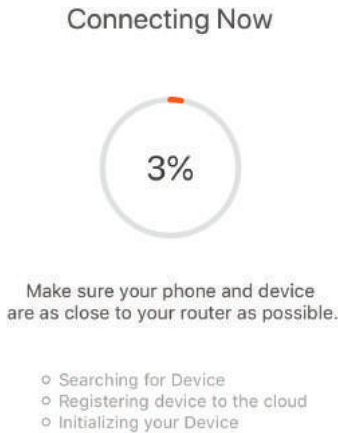 Connecting Now
3%
Make sure your phone and device
are as close to your router as possible.
Searching for Device
Registering device to the cloud
Initializing your Device